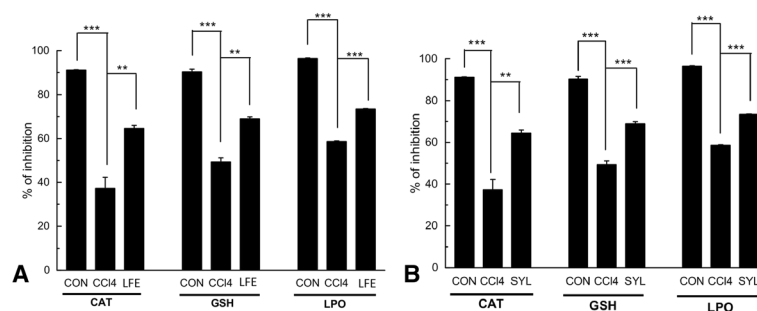 *** *** *** ** ** ***
100
80
60
40
20
0
% of inhibition
CON CCl4 LFE CON CCl4 LFE CON CCl4 LFE
CAT GSH LPO
A
*** *** *** ** *** ***
100
80
60
40
20
0
% of inhibition
CON CCl4 SYL CON CCl4 SYL CON CCl4 SYL
CAT GSH LPO
B